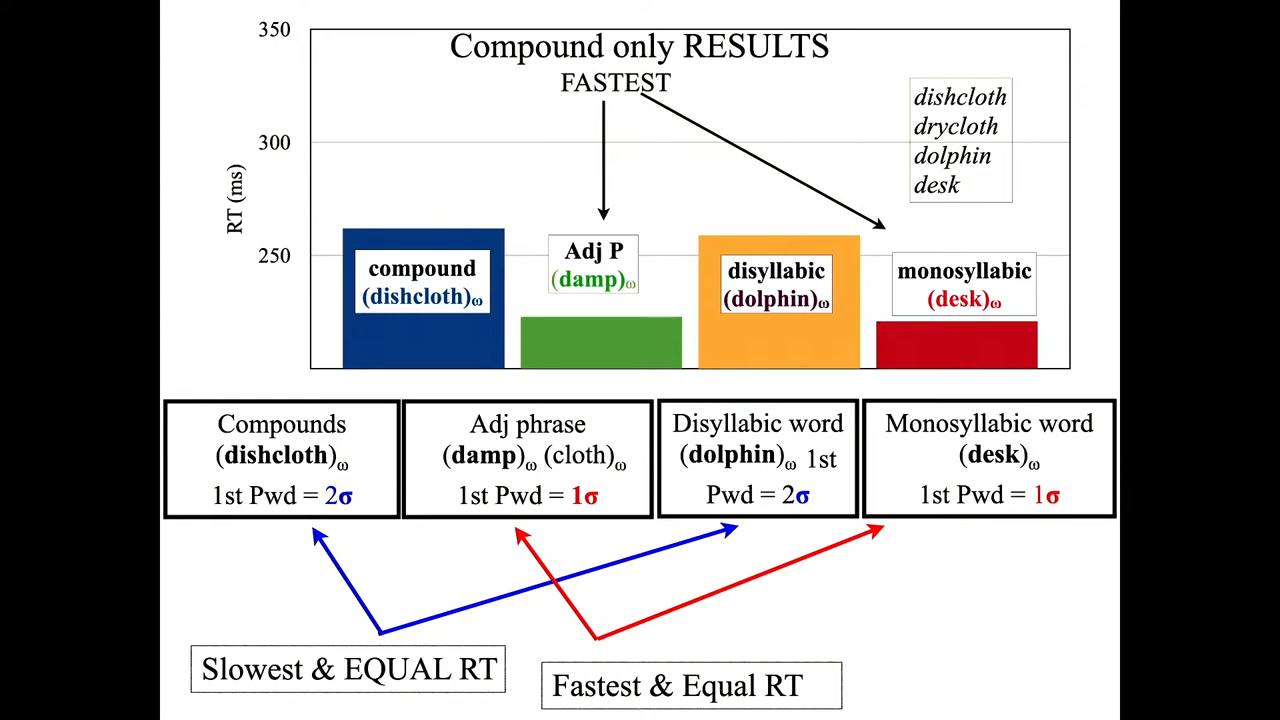 350
Compound only RESULTS
FASTEST
dishcloth
drycloth
dolphin
desk
300
RT (ms)
250
compound
(dishcloth)ω
Adj P
(damp)ω
disyllabic
(dolphin)ω
monosyllabic
(desk)ω
Compounds
(dishcloth)ω
1st Pwd = 2σ
Adj phrase
(damp)ω (cloth)ω
1st Pwd = 1σ
Disyllabic word
(dolphin)ω 1st
Pwd = 2σ
Monosyllabic word
(desk)ω
1st Pwd = 1σ
Slowest & EQUAL RT
Fastest & Equal RT